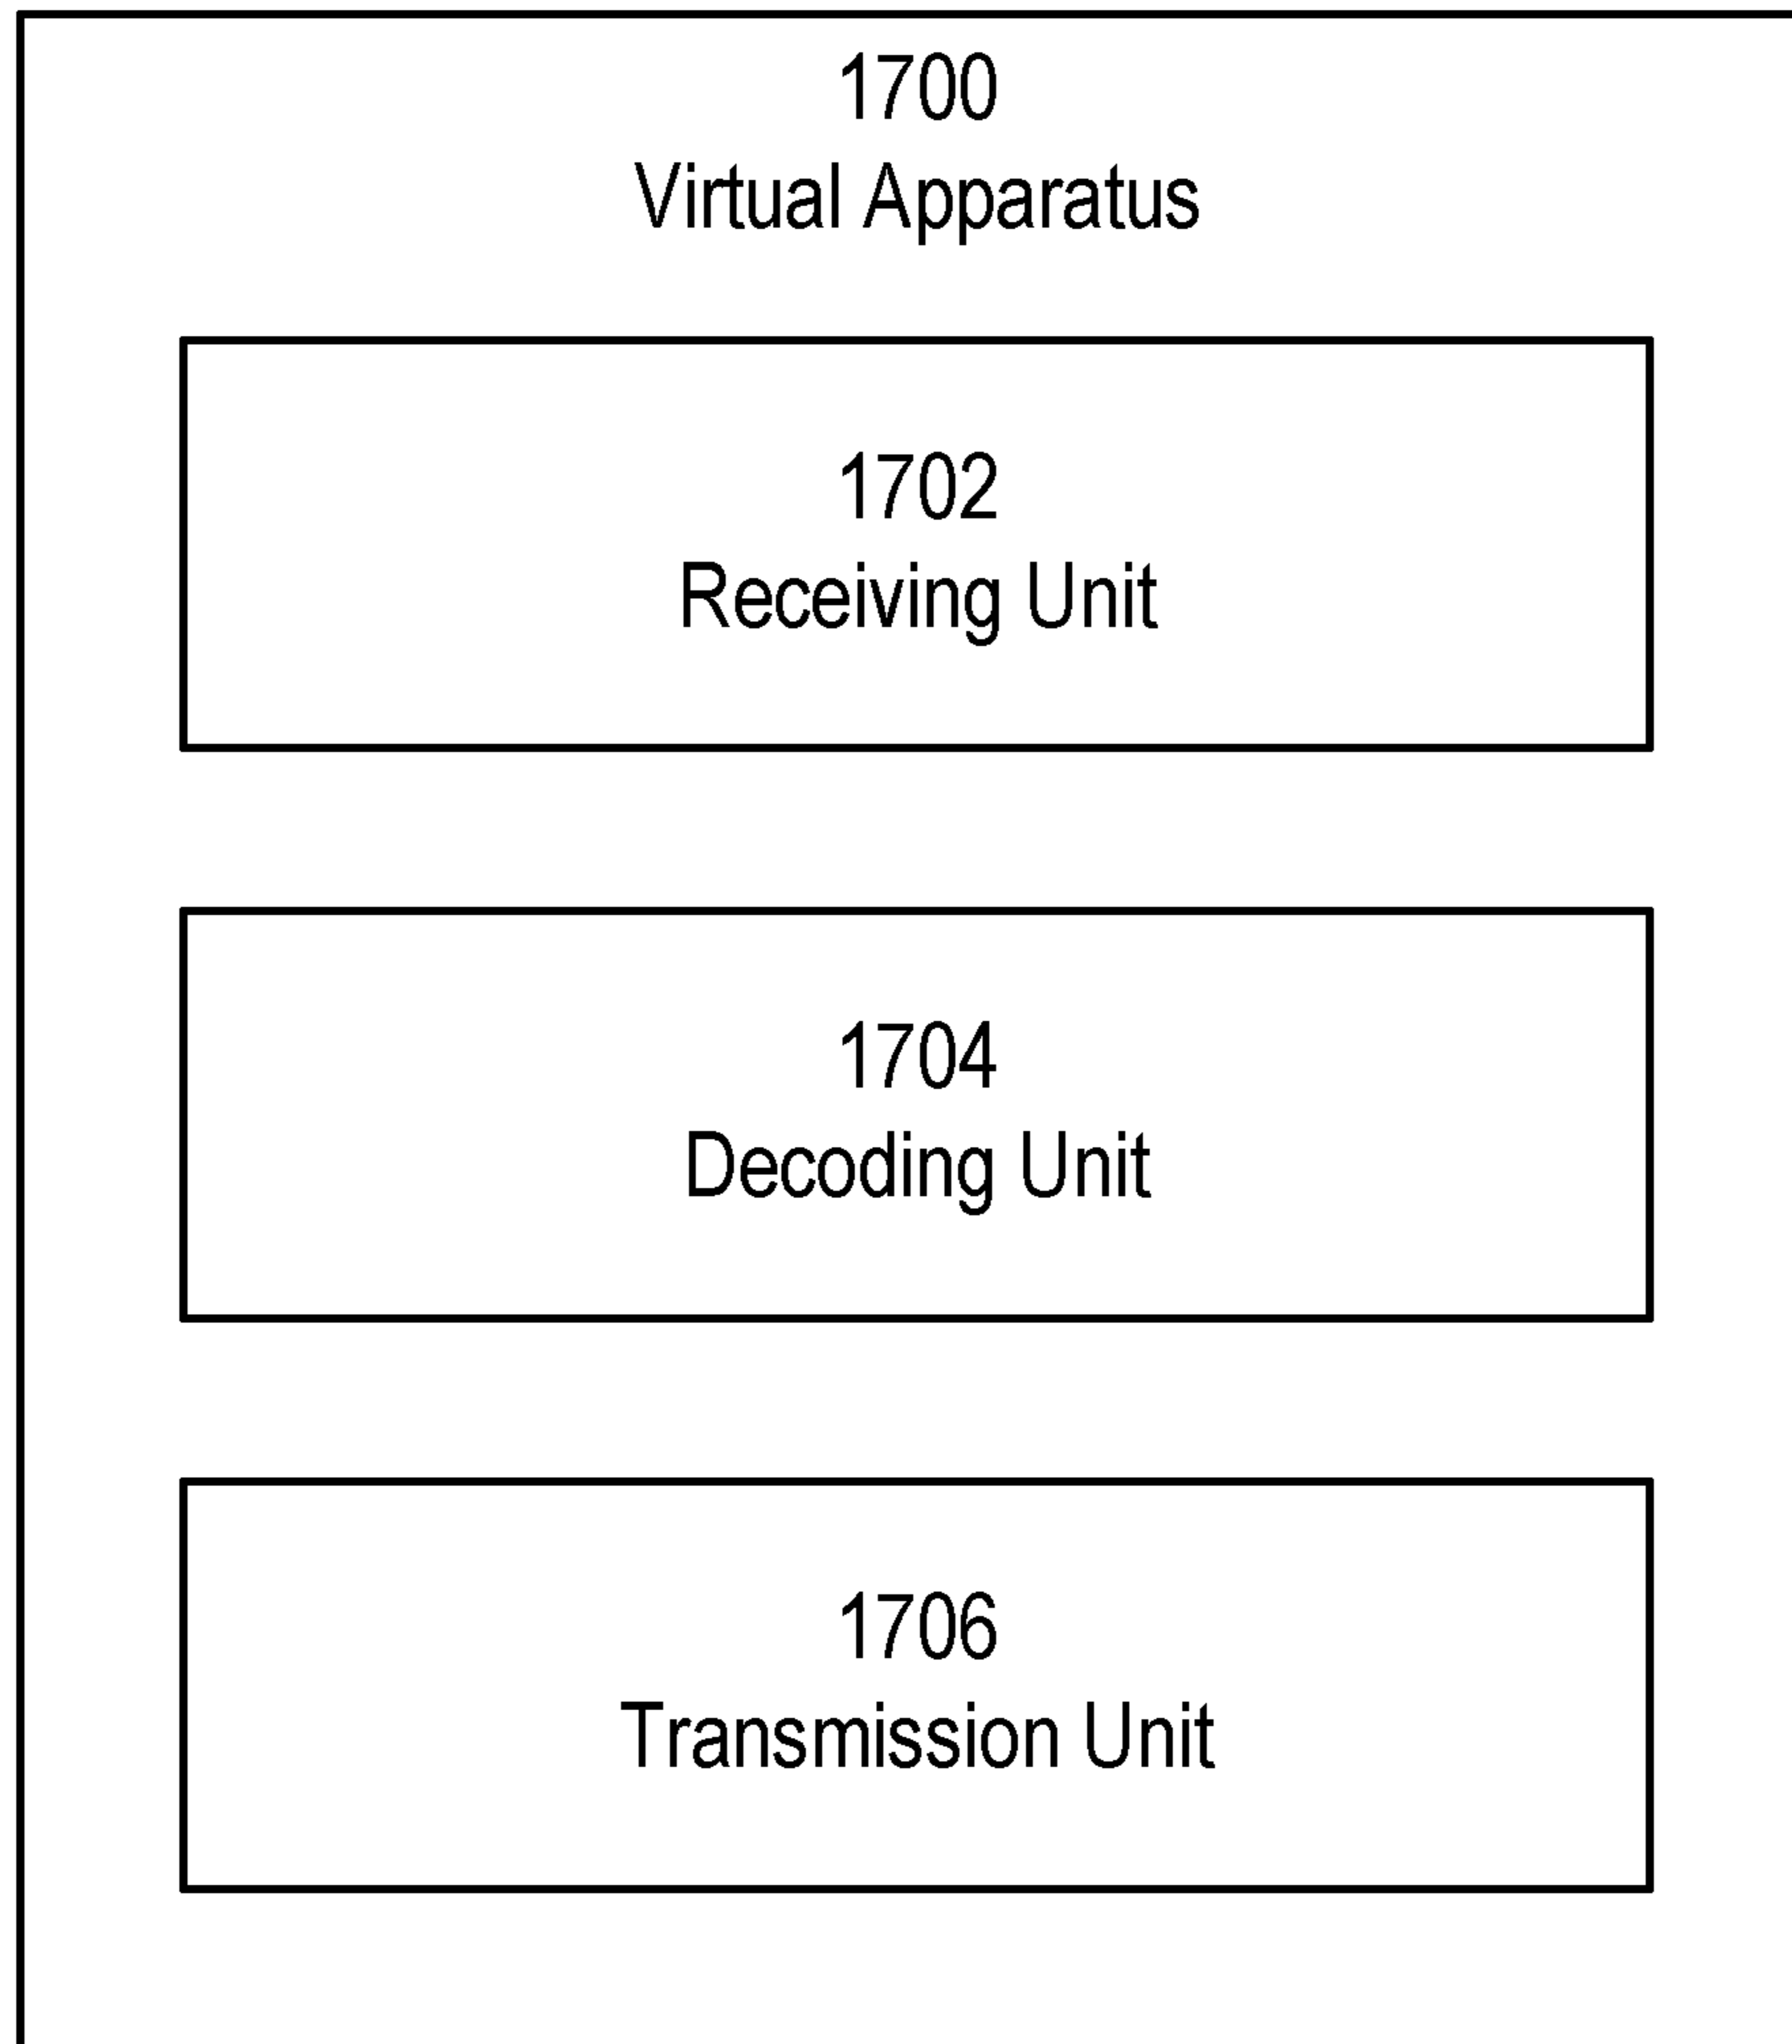 1700
Virtual Apparatus
1702
Receiving Unit
1704
Decoding Unit
1706
Transmission Unit